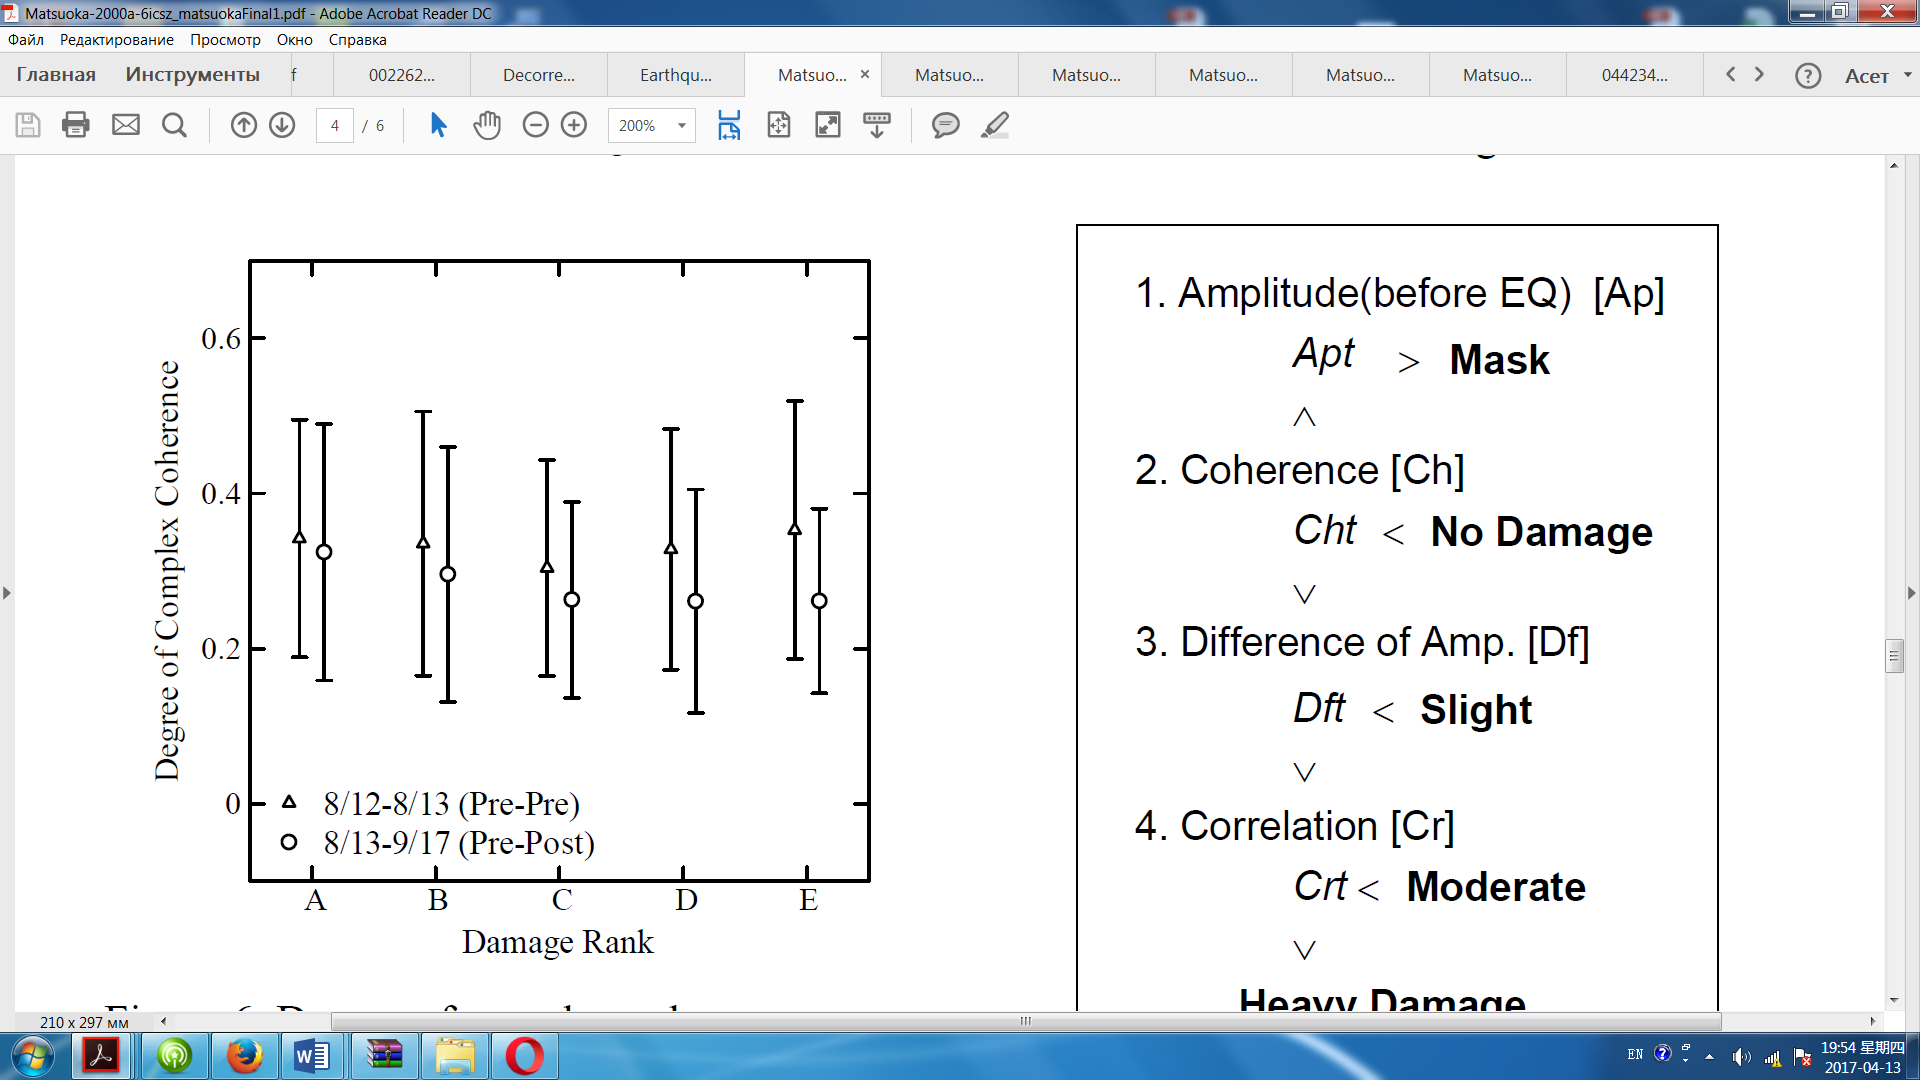 Matsuoka-2000a-6icsz_matsuokaFinal1.pdf - Adobe Acrobat Reader DC
Файл Редактирование Просмотр Окно Справка
Главная Инструменты f 002262... Decorre... Earthqu... Matsuo... × Matsuo... Matsuo... Matsuo... Matsuo... Matsuo... 044234... ? Асет
4 / 6 200%
0.6
0.4
0.2
0
Degree of Complex Coherence
8/12-8/13 (Pre-Pre)
8/13-9/17 (Pre-Post)
A B C D E
Damage Rank
1. Amplitude(before EQ) [Ap]
Apt > Mask
<
2. Coherence [Ch]
Cht < No Damage
>
3. Difference of Amp. [Df]
Dft < Slight
>
4. Correlation [Cr]
Crt < Moderate
>
Heavy Damage
210 x 297 мм
EN
19:54 星期四
2017-04-13